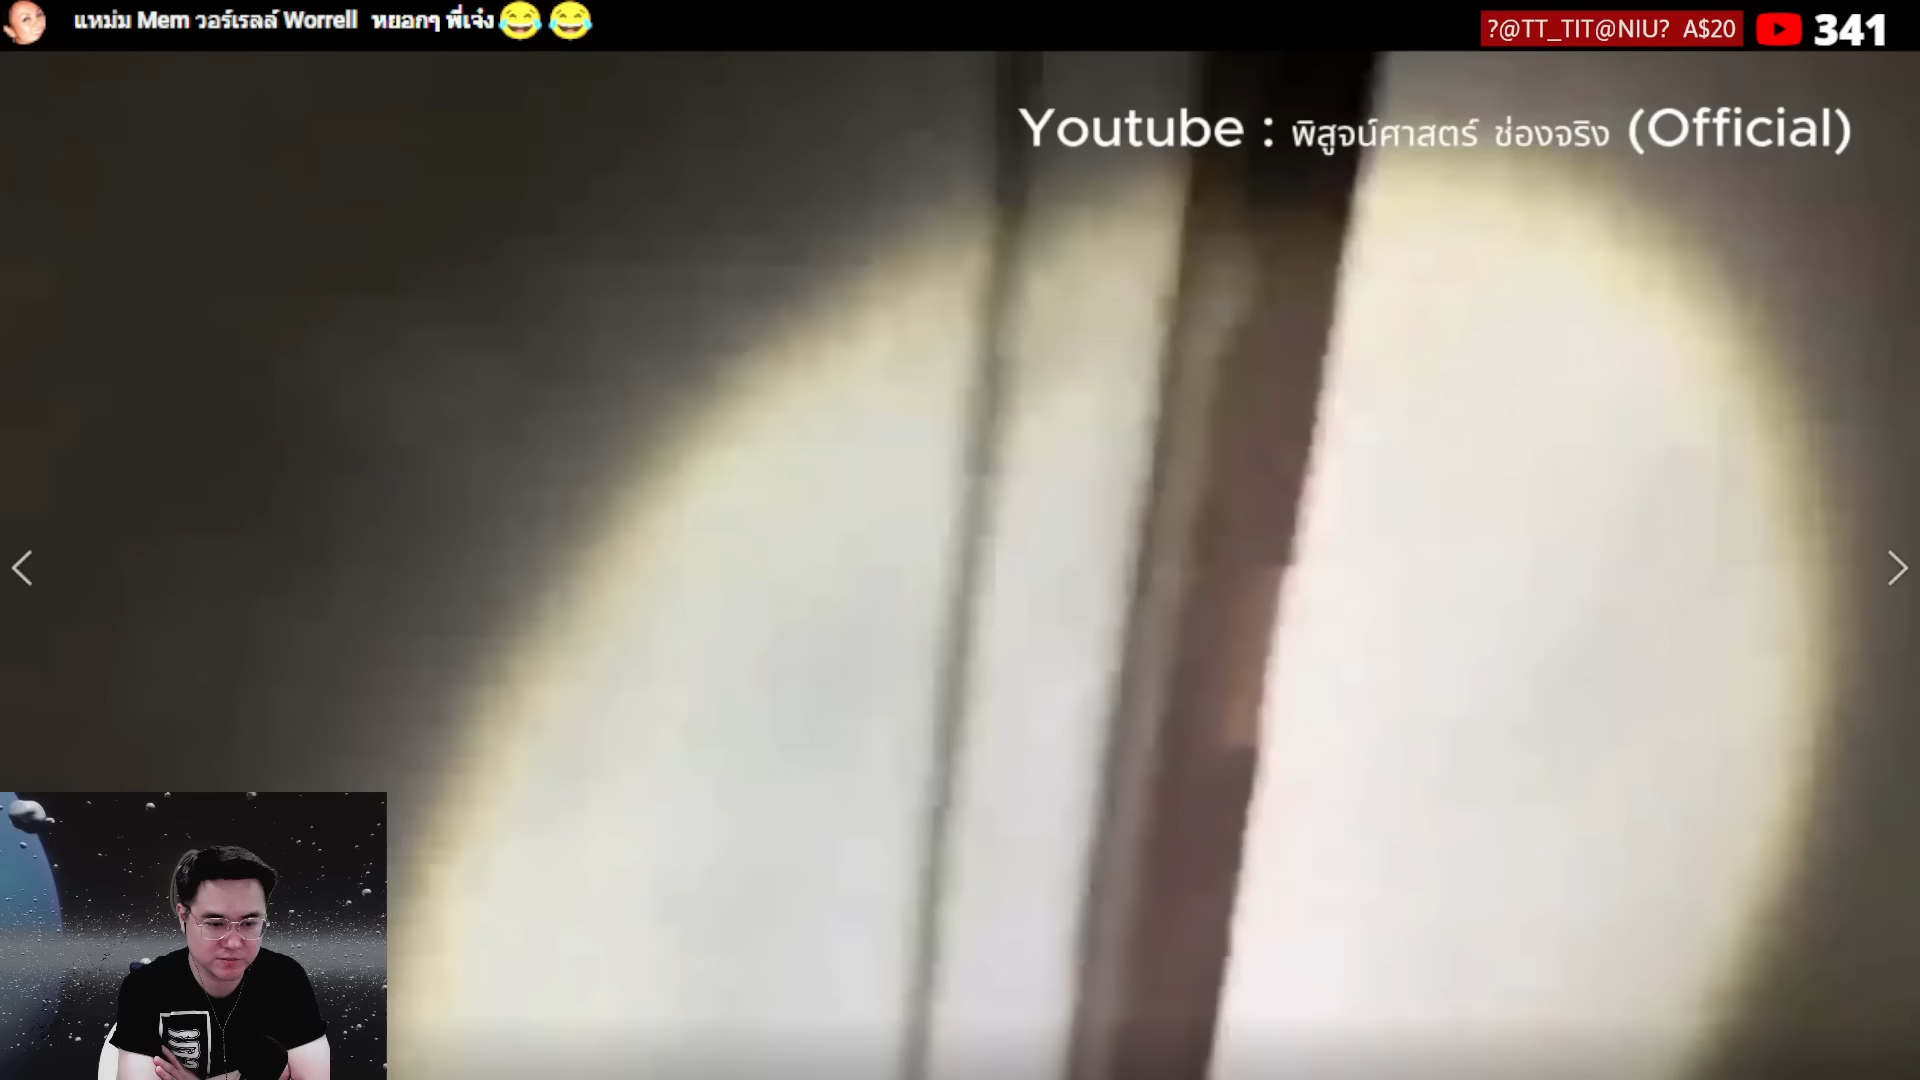 แหม่ม Mem วอร์เรลล์ Worrell หยอกๆ พี่เจ๋ง😂 😂
?@TT_TIT@NIU? A$20 341
Youtube : พิสูจน์ศาสตร์ ช่องจริง (Official)